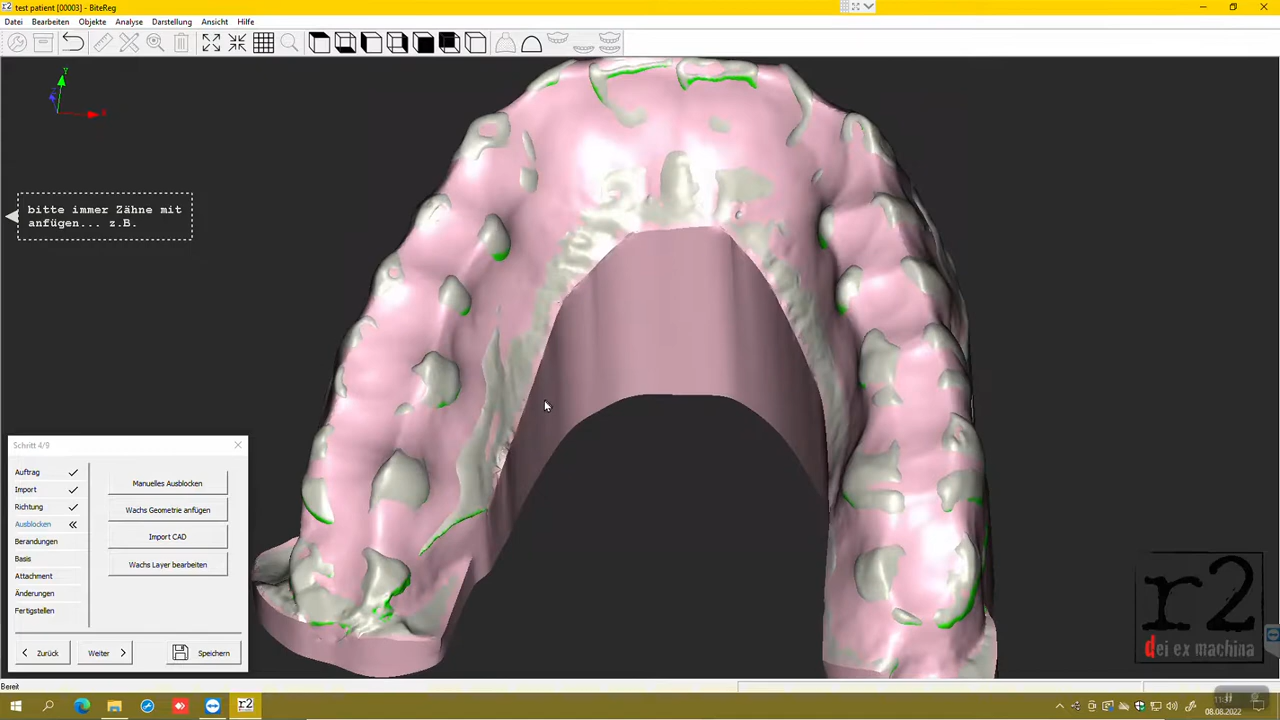 test patient [00003] - BiteReg
Datei Bearbeiten Objekte Analyse Darstellung Ansicht Hilfe
Y
bitte immer Zähne mit
anfügen... z.B.
Schritt 4/9
Auftrag
Import
Richtung
Ausblocken
Berandungen
Basis
Attachment
Änderungen
Fertigstellen
Manuelles Ausblocken
Wachs Geometrie anfügen
Import CAD
Wachs Layer bearbeiten
< Zurück
Weiter >
Speichern
r2
dei ex machina
Bereit
r2
08.08.2022